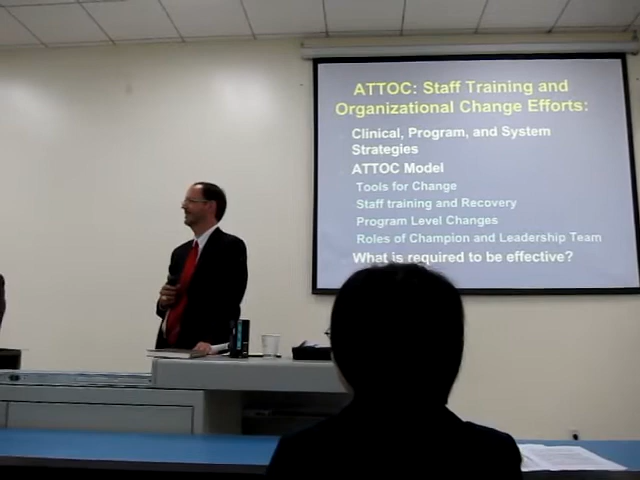 ATTOC: Staff Training and
Organizational Change Efforts:
Clinical, Program, and System
Strategies
ATTOC Model
Tools for Change
Staff training and Recovery
Program Level Changes
Roles of Champion and Leadership Team
What is required to be effective?